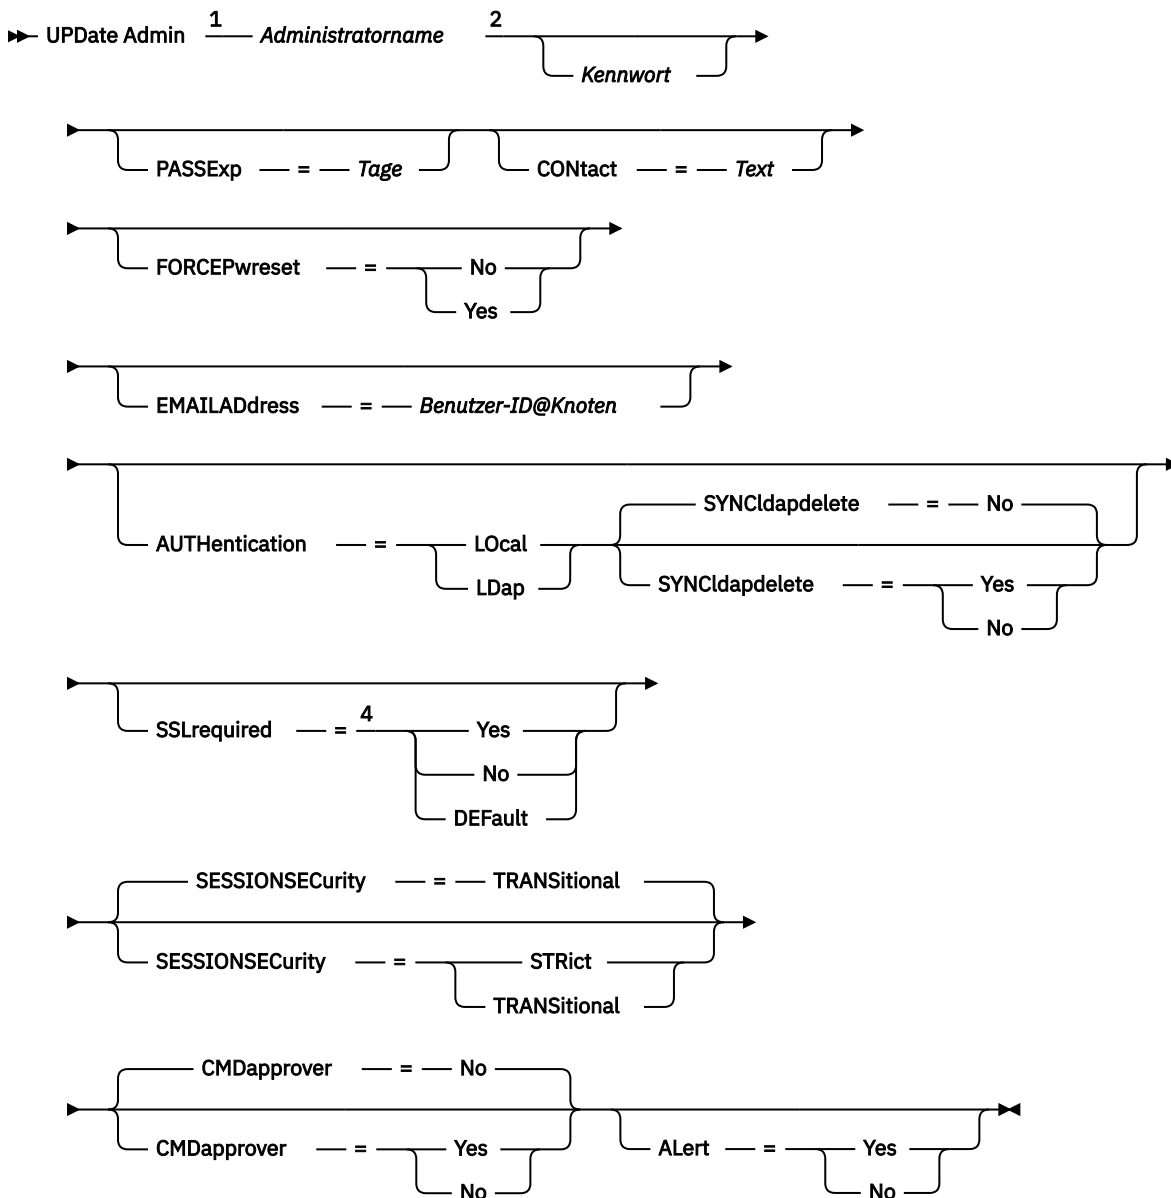 1 2
UPDate Admin Administratorname
Kennwort
PASSExp = Tage CONtact = Text
FORCEPwreset = No
Yes
EMAILADdress = Benutzer-ID@Knoten
SYNCldapdelete = No
AUTHentication = LOcal
LDap SYNCldapdelete = Yes
No
4
SSLrequired = Yes
No
DEFault
SESSIONSECurity = TRANSitional
SESSIONSECurity = STRict
TRANSitional
CMDapprover = No
CMDapprover = Yes ALert = Yes
No No